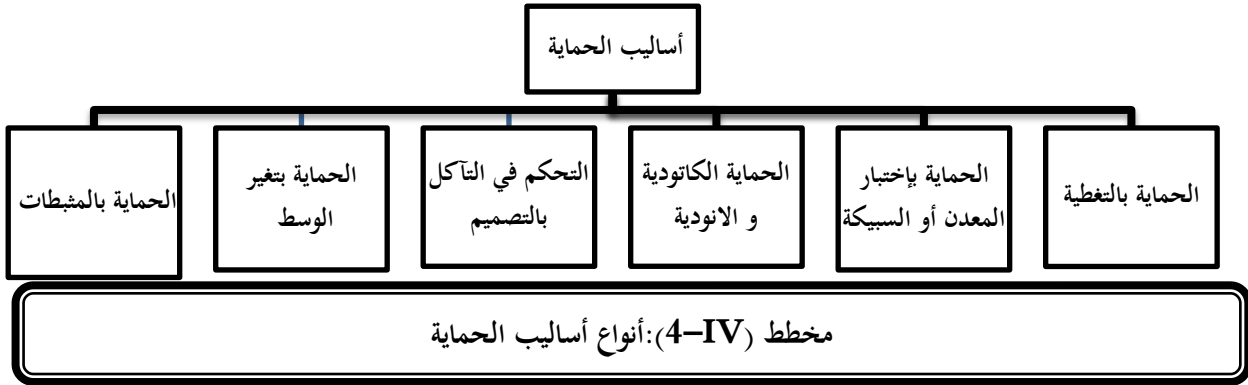 أساليب الحماية
الحماية بالتغطية
الحماية بإختبار
المعدن أو السبيكة
الحماية الكاتودية
و الانودية
التحكم في التآكل
بالتصميم
الحماية بتغير
الوسط
الحماية بالمثبطات
مخطط (4–IV):أنواع أساليب الحماية